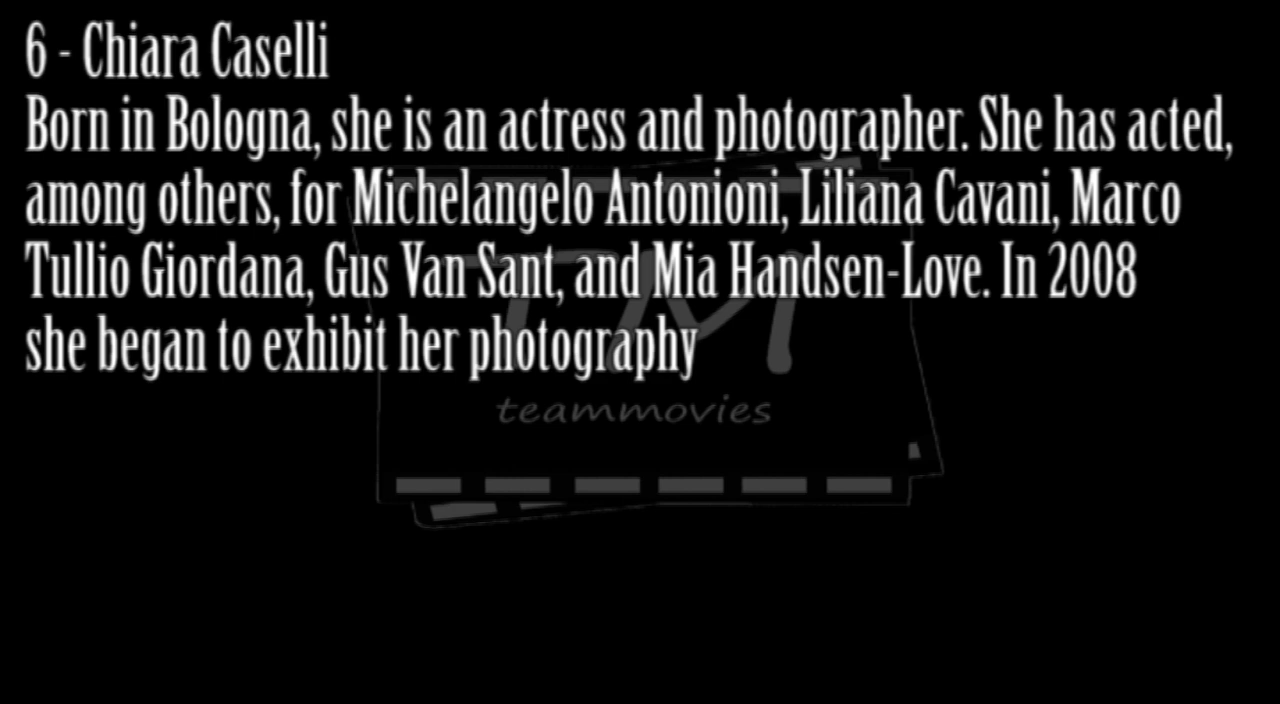 6 - Chiara Caselli
Born in Bologna, she is an actress and photographer. She has acted,
among others, for Michelangelo Antonioni, Liliana Cavani, Marco
Tullio Giordana, Gus Van Sant, and Mia Handsen-Love. In 2008
she began to exhibit her photography
TM
teammovies